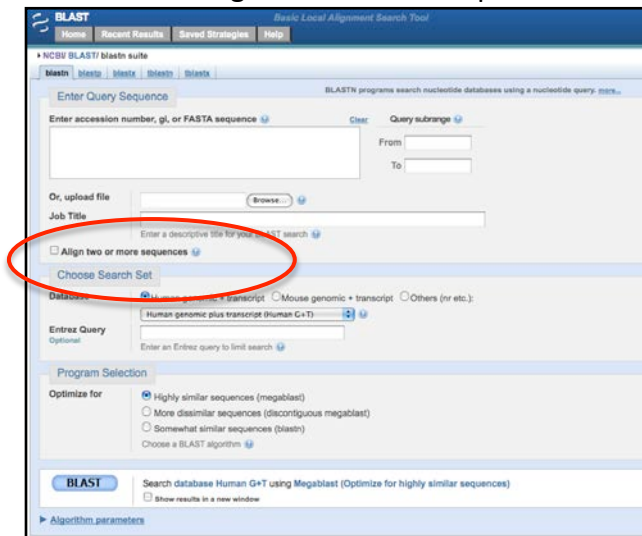 BLAST Basic Local Alignment Search Tool
Home Recent Results Saved Strategies Help
NCBI/ BLAST/ blastn suite
blastn blastp blastx tblastn tblastx
Enter Query Sequence BLASTN programs search nucleotide databases using a nucleotide query. more...
Enter accession number, gi, or FASTA sequence Clear Query subrange
From
To
Or, upload file Browse...
Job Title
Enter a descriptive title for your BLAST search
Align two or more sequences
Choose Search Set
Database Human genomic + transcript Mouse genomic + transcript Others (nr etc.):
Human genomic plus transcript (Human G+T)
Entrez Query
Optional
Enter an Entrez query to limit search
Program Selection
Optimize for Highly similar sequences (megablast)
More dissimilar sequences (discontiguous megablast)
Somewhat similar sequences (blastn)
Choose a BLAST algorithm
BLAST Search database Human G+T using Megablast (Optimize for highly similar sequences)
Show results in a new window
Algorithm parameters